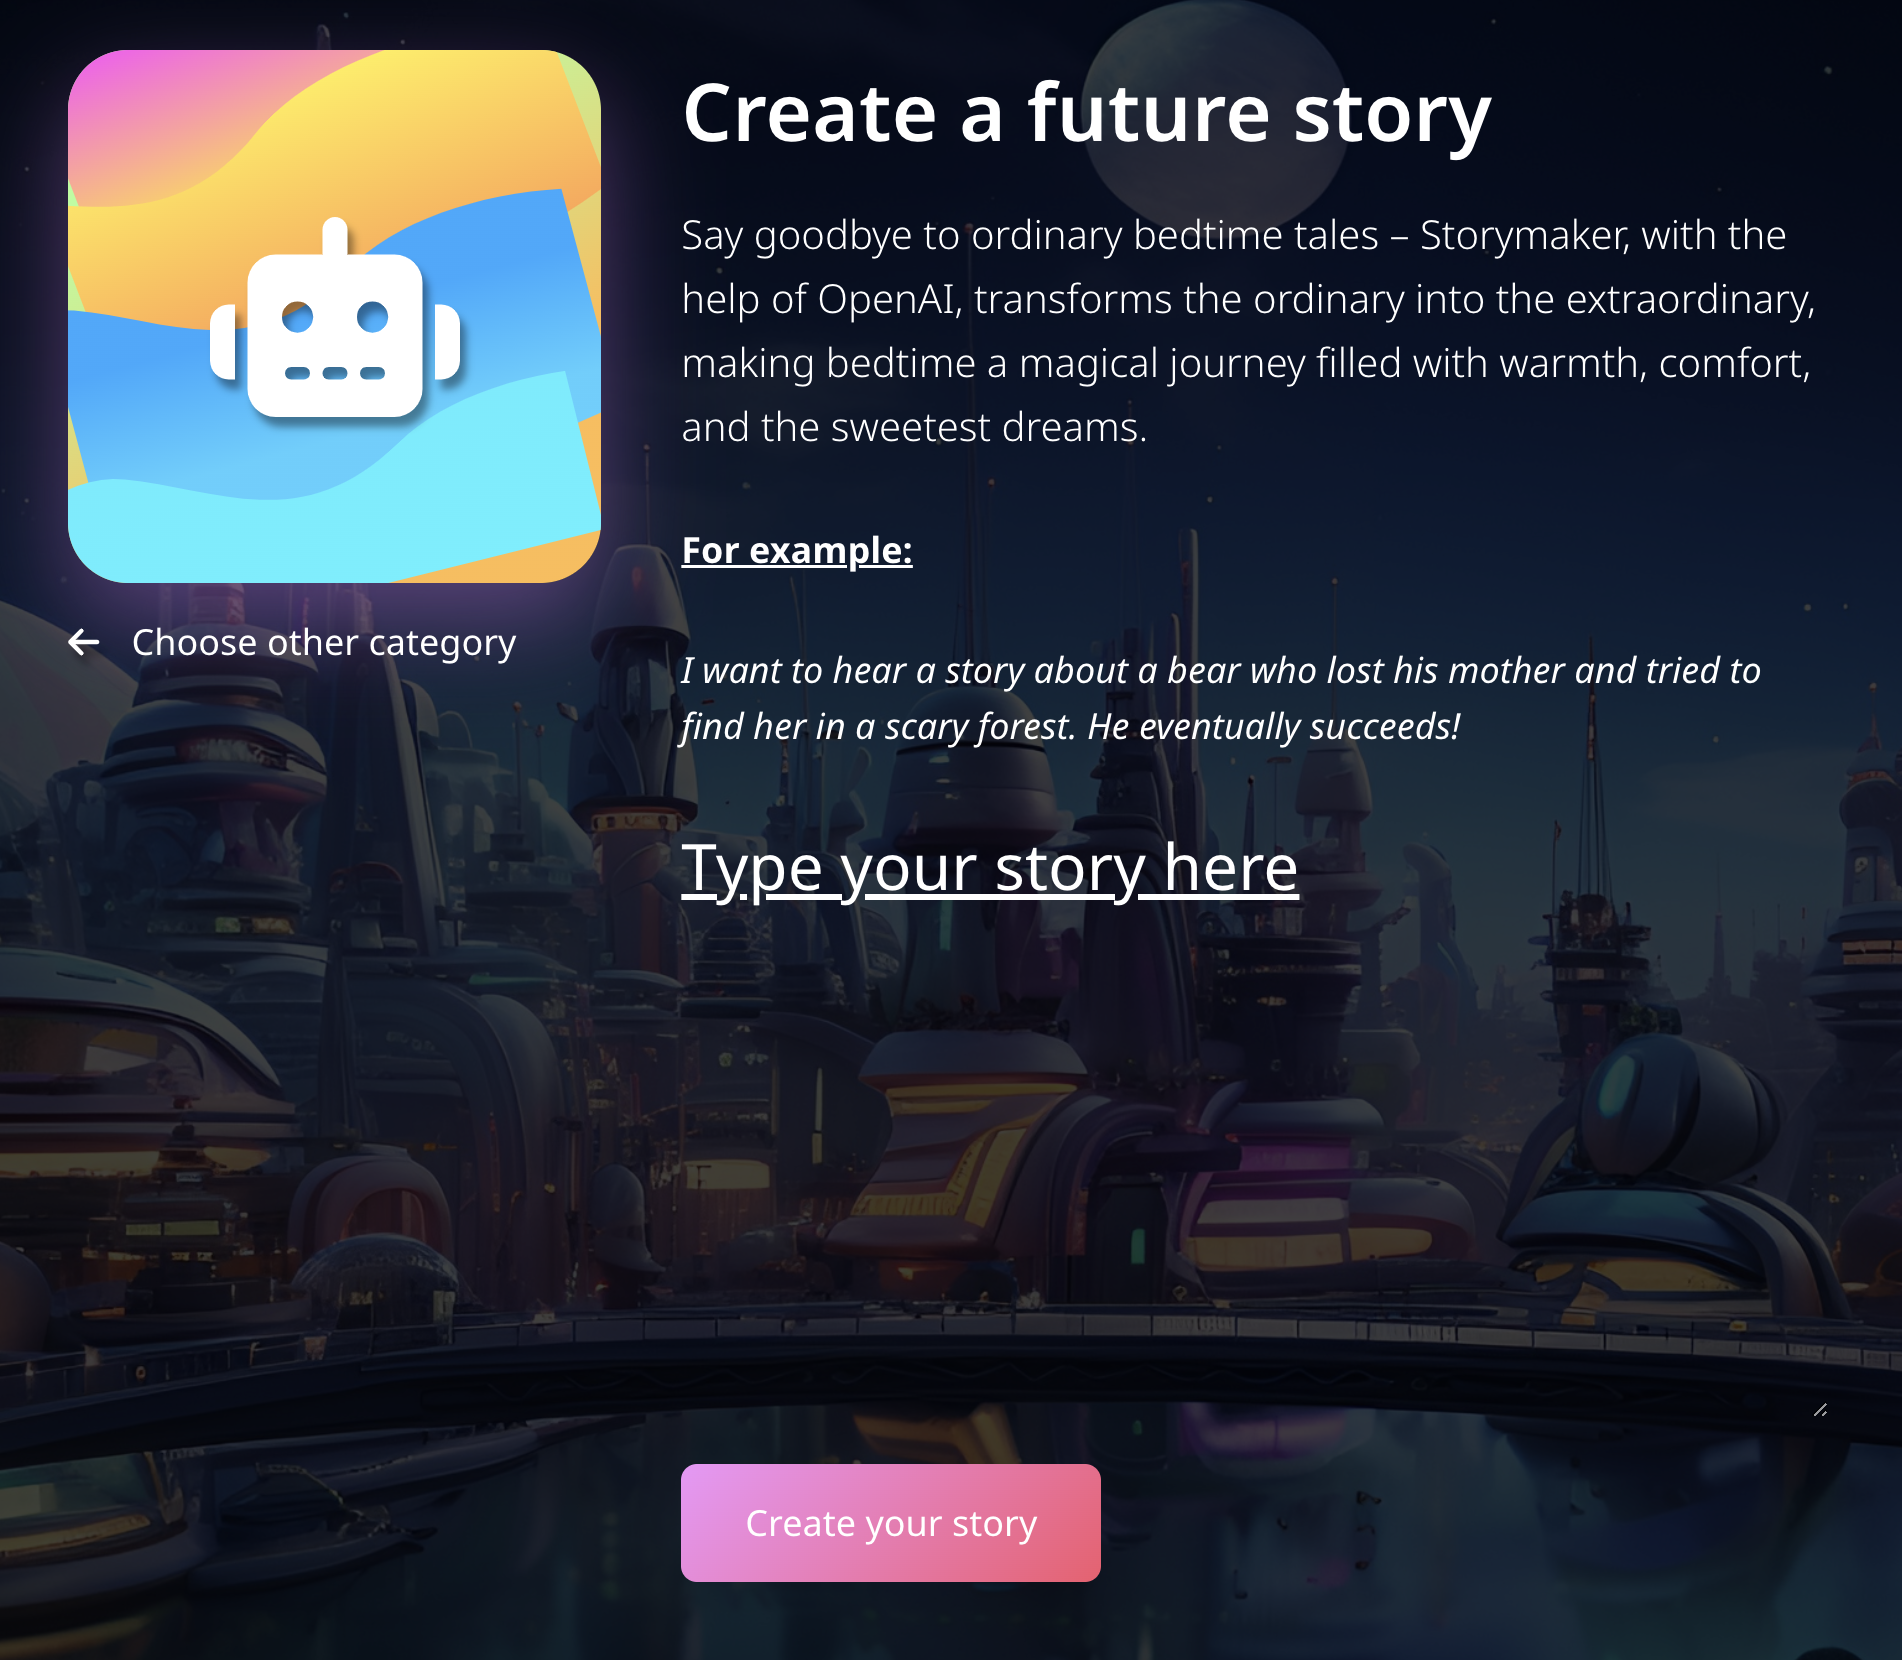 Create a future story
Say goodbye to ordinary bedtime tales – Storymaker, with the
help of OpenAI, transforms the ordinary into the extraordinary,
making bedtime a magical journey filled with warmth, comfort,
and the sweetest dreams.
For example:
Choose other category
I want to hear a story about a bear who lost his mother and tried to
find her in a scary forest. He eventually succeeds!
Type your story here
Create your story